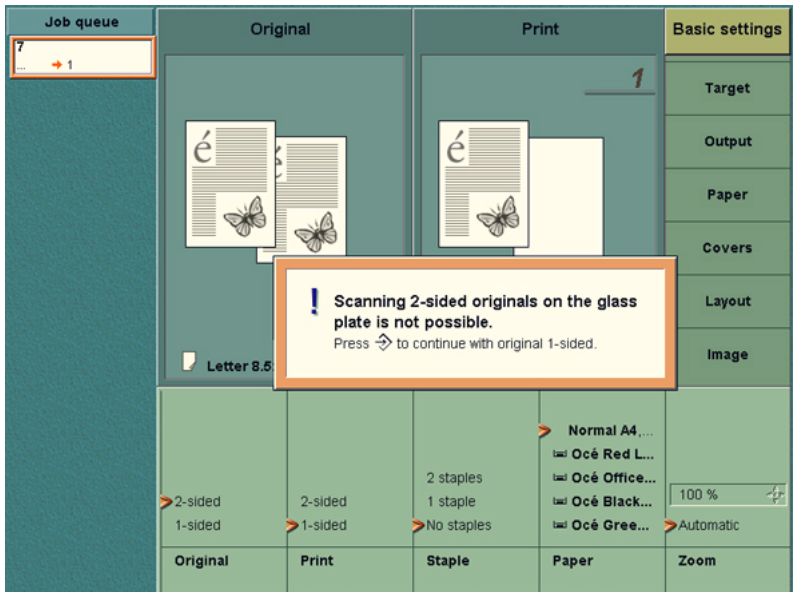 Job queue
7
... 1
Original
Print
1
é
é
é
Letter 8.5
Basic settings
Target
Output
Paper
Covers
Layout
Image
! Scanning 2-sided originals on the glass
plate is not possible.
Press to continue with original 1-sided.
2-sided
1-sided
Original
2-sided
1-sided
Print
2 staples
1 staple
No staples
Staple
Normal A4,...
Océ Red L...
Océ Office...
Océ Black...
Océ Gree...
Paper
100 %
Automatic
Zoom